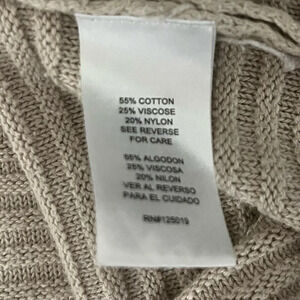 55% COTTON
25% VISCOSE
20% NYLON
SEE REVERSE
FOR CARE
55% ALGODON
25% VISCOSA
20% NILON
VER AL REVERSO
PARA EL CUIDADO
RN#125019